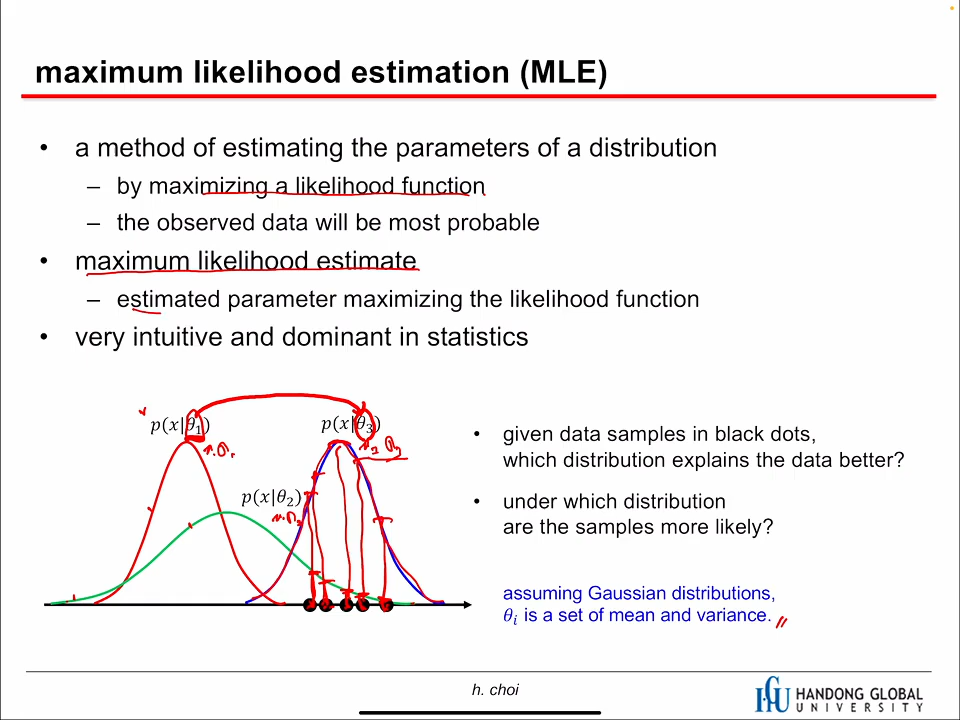 maximum likelihood estimation (MLE)
• a method of estimating the parameters of a distribution
– by maximizing a likelihood function
– the observed data will be most probable
• maximum likelihood estimate
– estimated parameter maximizing the likelihood function
• very intuitive and dominant in statistics
p(x|θ₁)
p(x|θ₃)
p(x|θ₂)
• given data samples in black dots,
which distribution explains the data better?
• under which distribution
are the samples more likely?
assuming Gaussian distributions,
θᵢ is a set of mean and variance.
h. choi
HGU HANDONG GLOBAL
UNIVERSITY